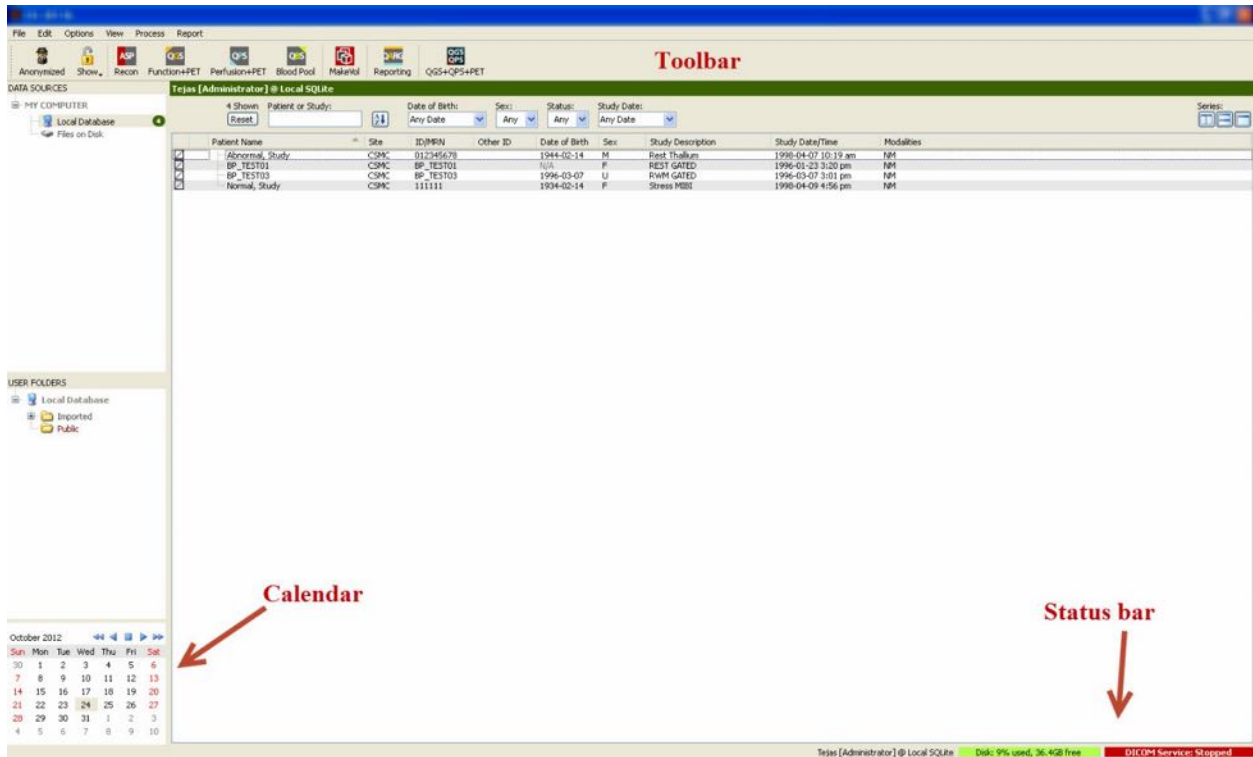 File Edit Options View Process Report
ASP QGS QPS QBS QARG QGS QPS
Anonymized Show Recon Function+PET Perfusion+PET Blood Pool MakeVol Reporting QGS+QPS+PET
Toolbar
DATA SOURCES
MY COMPUTER
Local Database 4
Files on Disk
Tejas [Administrator] @ Local SQLite
4 Shown Patient or Study: Date of Birth: Sex: Status: Study Date: Series:
Reset Any Date Any Any Any Date
Patient Name Site ID/MRN Other ID Date of Birth Sex Study Description Study Date/Time Modalities
Abnormal, Study CSMC 012345678 1944-02-14 M Rest Thallium 1998-04-07 10:19 am NM
BP_TEST01 CSMC BP_TEST01 N/A F REST GATED 1996-01-23 3:20 pm NM
BP_TEST03 CSMC BP_TEST03 1996-03-07 U RWM GATED 1996-03-07 3:01 pm NM
Normal, Study CSMC 111111 1934-02-14 F Stress MIBI 1998-04-09 4:56 pm NM
USER FOLDERS
Local Database
Imported
Public
Calendar
Status bar
October 2012
Sun Mon Tue Wed Thu Fri Sat
30 1 2 3 4 5 6
7 8 9 10 11 12 13
14 15 16 17 18 19 20
21 22 23 24 25 26 27
28 29 30 31 1 2 3
4 5 6 7 8 9 10
Tejas [Administrator] @ Local SQLite Disk: 9% used, 36.4GB free DICOM Service: Stopped